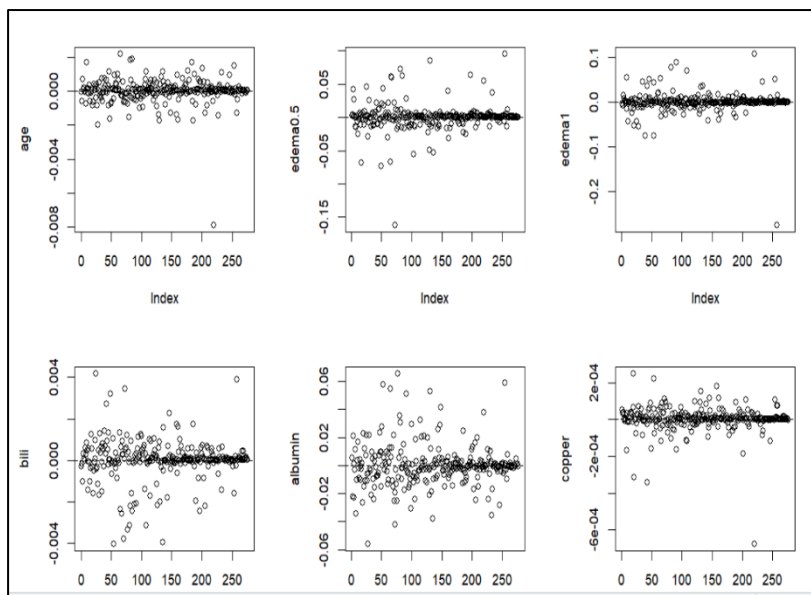 age
0.000
-0.004
-0.008
0 50 100 150 200 250
Index
edema0.5
0.05
-0.05
-0.15
0 50 100 150 200 250
Index
edema1
0.1
0.0
-0.1
-0.2
0 50 100 150 200 250
Index
bili
0.004
0.000
-0.004
0 50 100 150 200 250
albumin
0.06
0.02
-0.02
-0.06
0 50 100 150 200 250
copper
2e-04
-2e-04
-6e-04
0 50 100 150 200 250